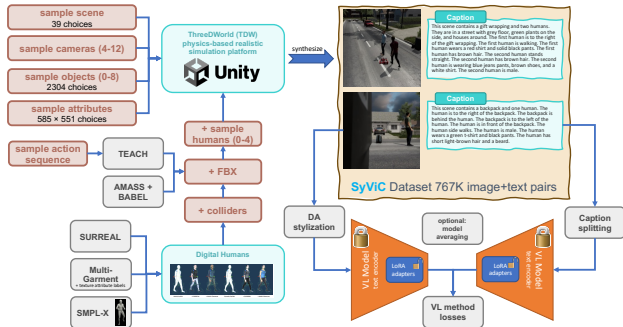 sample scene
39 choices
sample cameras (4-12)
sample objects (0-8)
2304 choices
sample attributes
585 × 551 choices
ThreeDWorld (TDW)
physics-based realistic
simulation platform
Unity
synthesize
Caption
This scene contains a gift wrapping and two humans.
They are in a street with grey floor, green plants on the
side, and houses around. The first human is to the right
of the gift wrapping. The first human is walking. The first
human wears a red shirt and solid black pants. The first
human has brown hair. The second human stands
straight. The second human has brown hair. The second
human is wearing blue jeans pants, brown shoes, and a
white shirt. The second human is male.
Caption
This scene contains a backpack and one human. The
human is to the right of the backpack. The backpack is
behind the human. The backpack is to the left of the
human. The human is in front of the backpack. The
human side walks. The human is male. The human
wears a green t-shirt and black pants. The human has
short light-brown hair and a beard.
SyViC Dataset 767K image+text pairs
+ sample
humans (0-4)
sample action
sequence
TEACH
+ FBX
AMASS +
BABEL
+ colliders
SURREAL
Multi-
Garment
+ texture attribute labels
SMPL-X
Digital Humans
DA
stylization
optional:
model
averaging
Caption
splitting
VL Model
text encoder
LoRA
adapters
LoRA
adapters
VL Model
text encoder
VL method
losses